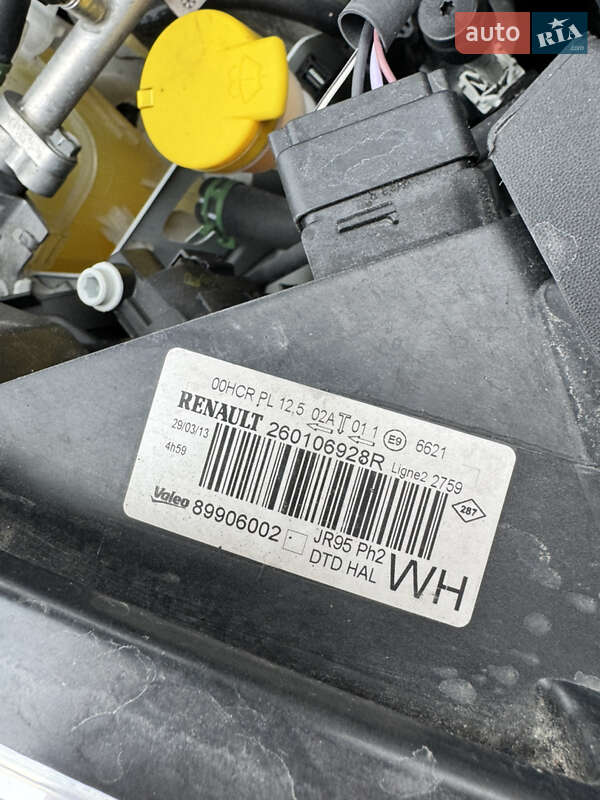 auto RIA .com
00HCR PL 12,5 02A 01 1 E9 6621
RENAULT 260106928R Ligne2 2759
29/03/13
4h59
287
Valeo 89906002 JR95 Ph2
DTD HAL WH